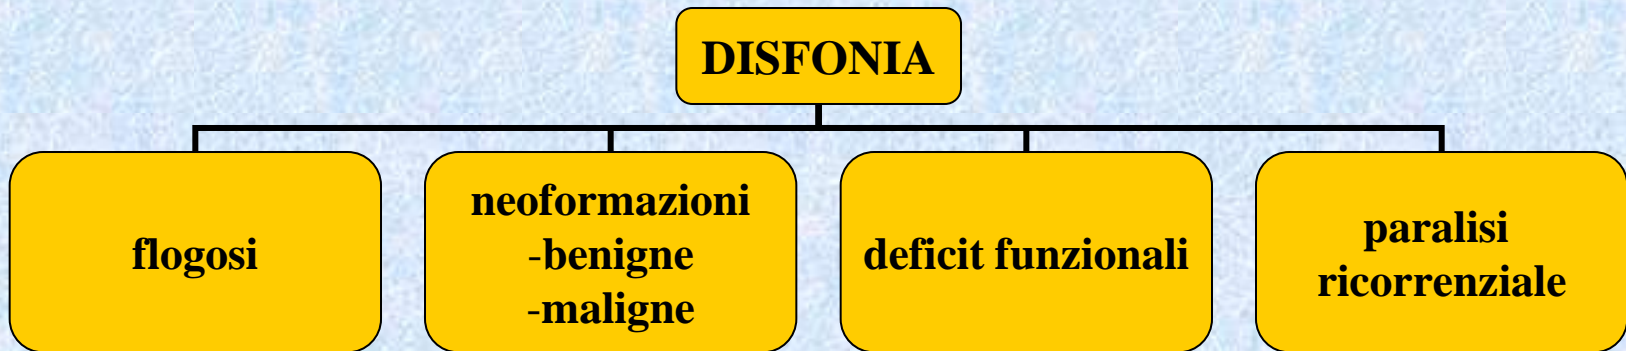 DISFONIA
flogosi
neoformazioni
-benigne
-maligne
deficit funzionali
paralisi
ricorrenziale